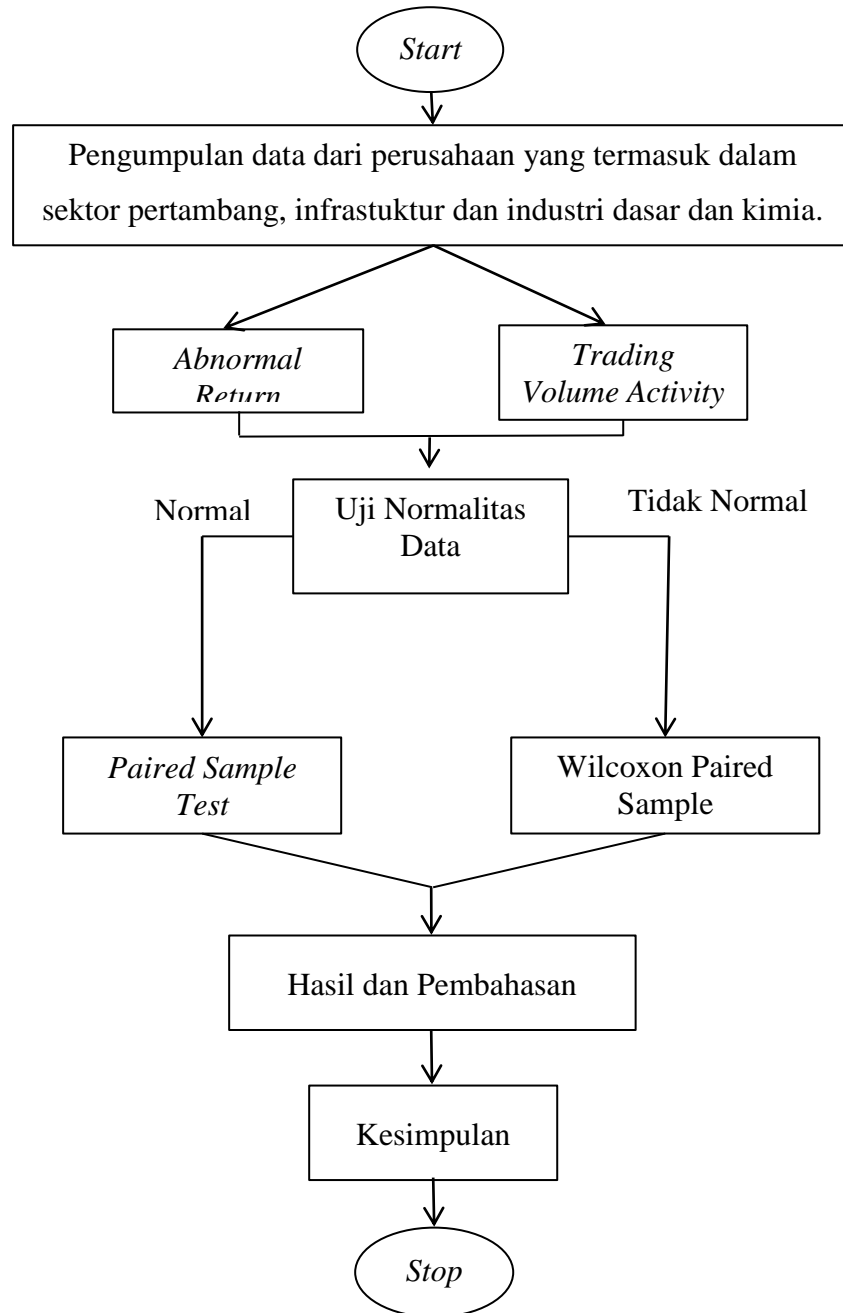 Start
Pengumpulan data dari perusahaan yang termasuk dalam
sektor pertambang, infrastuktur dan industri dasar dan kimia.
Abnormal
Return
Trading
Volume Activity
Normal
Uji Normalitas
Data
Tidak Normal
Paired Sample
Test
Wilcoxon Paired
Sample
Hasil dan Pembahasan
Kesimpulan
Stop